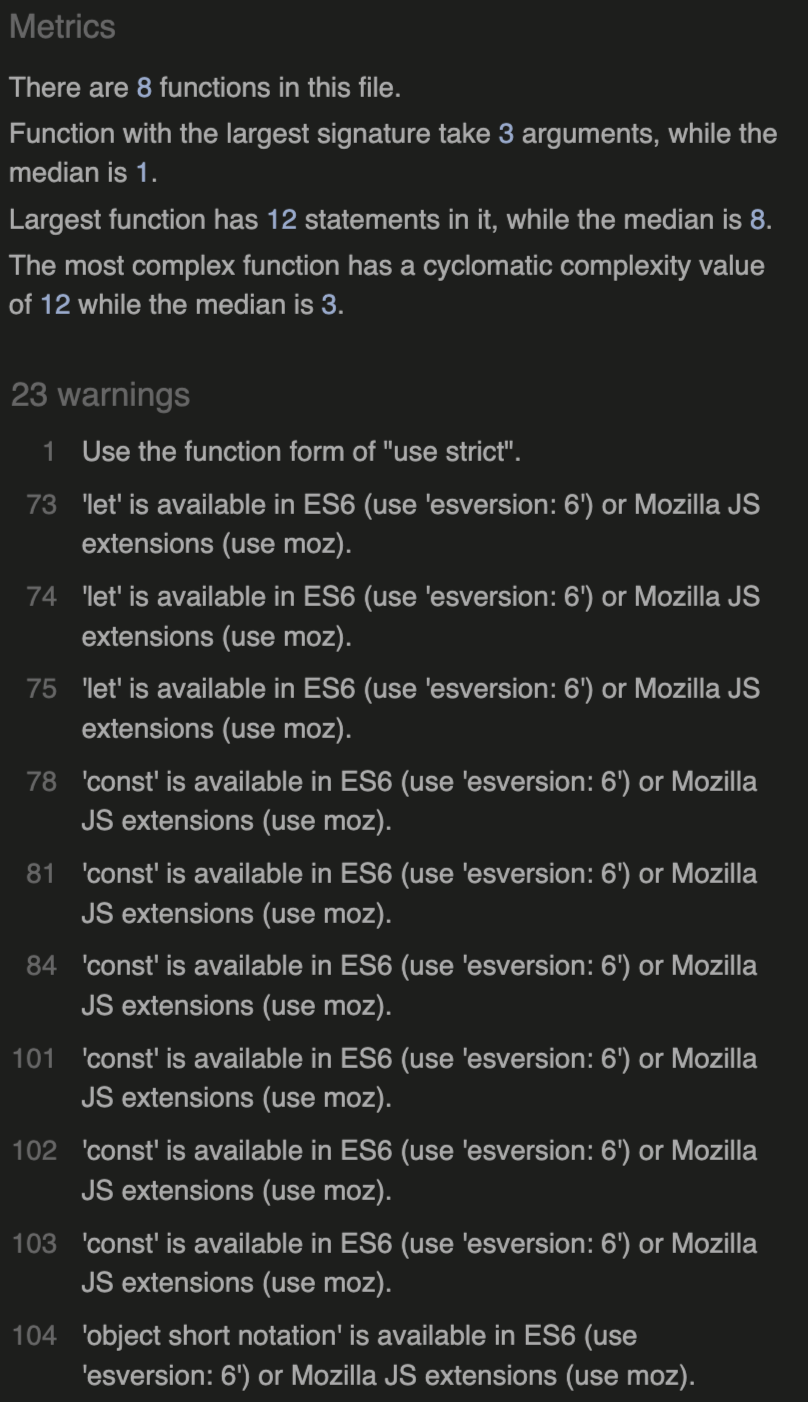 Metrics
There are 8 functions in this file.
Function with the largest signature take 3 arguments, while the
median is 1.
Largest function has 12 statements in it, while the median is 8.
The most complex function has a cyclomatic complexity value
of 12 while the median is 3.
23 warnings
1 Use the function form of "use strict".
73 'let' is available in ES6 (use 'esversion: 6') or Mozilla JS
extensions (use moz).
74 'let' is available in ES6 (use 'esversion: 6') or Mozilla JS
extensions (use moz).
75 'let' is available in ES6 (use 'esversion: 6') or Mozilla JS
extensions (use moz).
78 'const' is available in ES6 (use 'esversion: 6') or Mozilla
JS extensions (use moz).
81 'const' is available in ES6 (use 'esversion: 6') or Mozilla
JS extensions (use moz).
84 'const' is available in ES6 (use 'esversion: 6') or Mozilla
JS extensions (use moz).
101 'const' is available in ES6 (use 'esversion: 6') or Mozilla
JS extensions (use moz).
102 'const' is available in ES6 (use 'esversion: 6') or Mozilla
JS extensions (use moz).
103 'const' is available in ES6 (use 'esversion: 6') or Mozilla
JS extensions (use moz).
104 'object short notation' is available in ES6 (use
'esversion: 6') or Mozilla JS extensions (use moz).